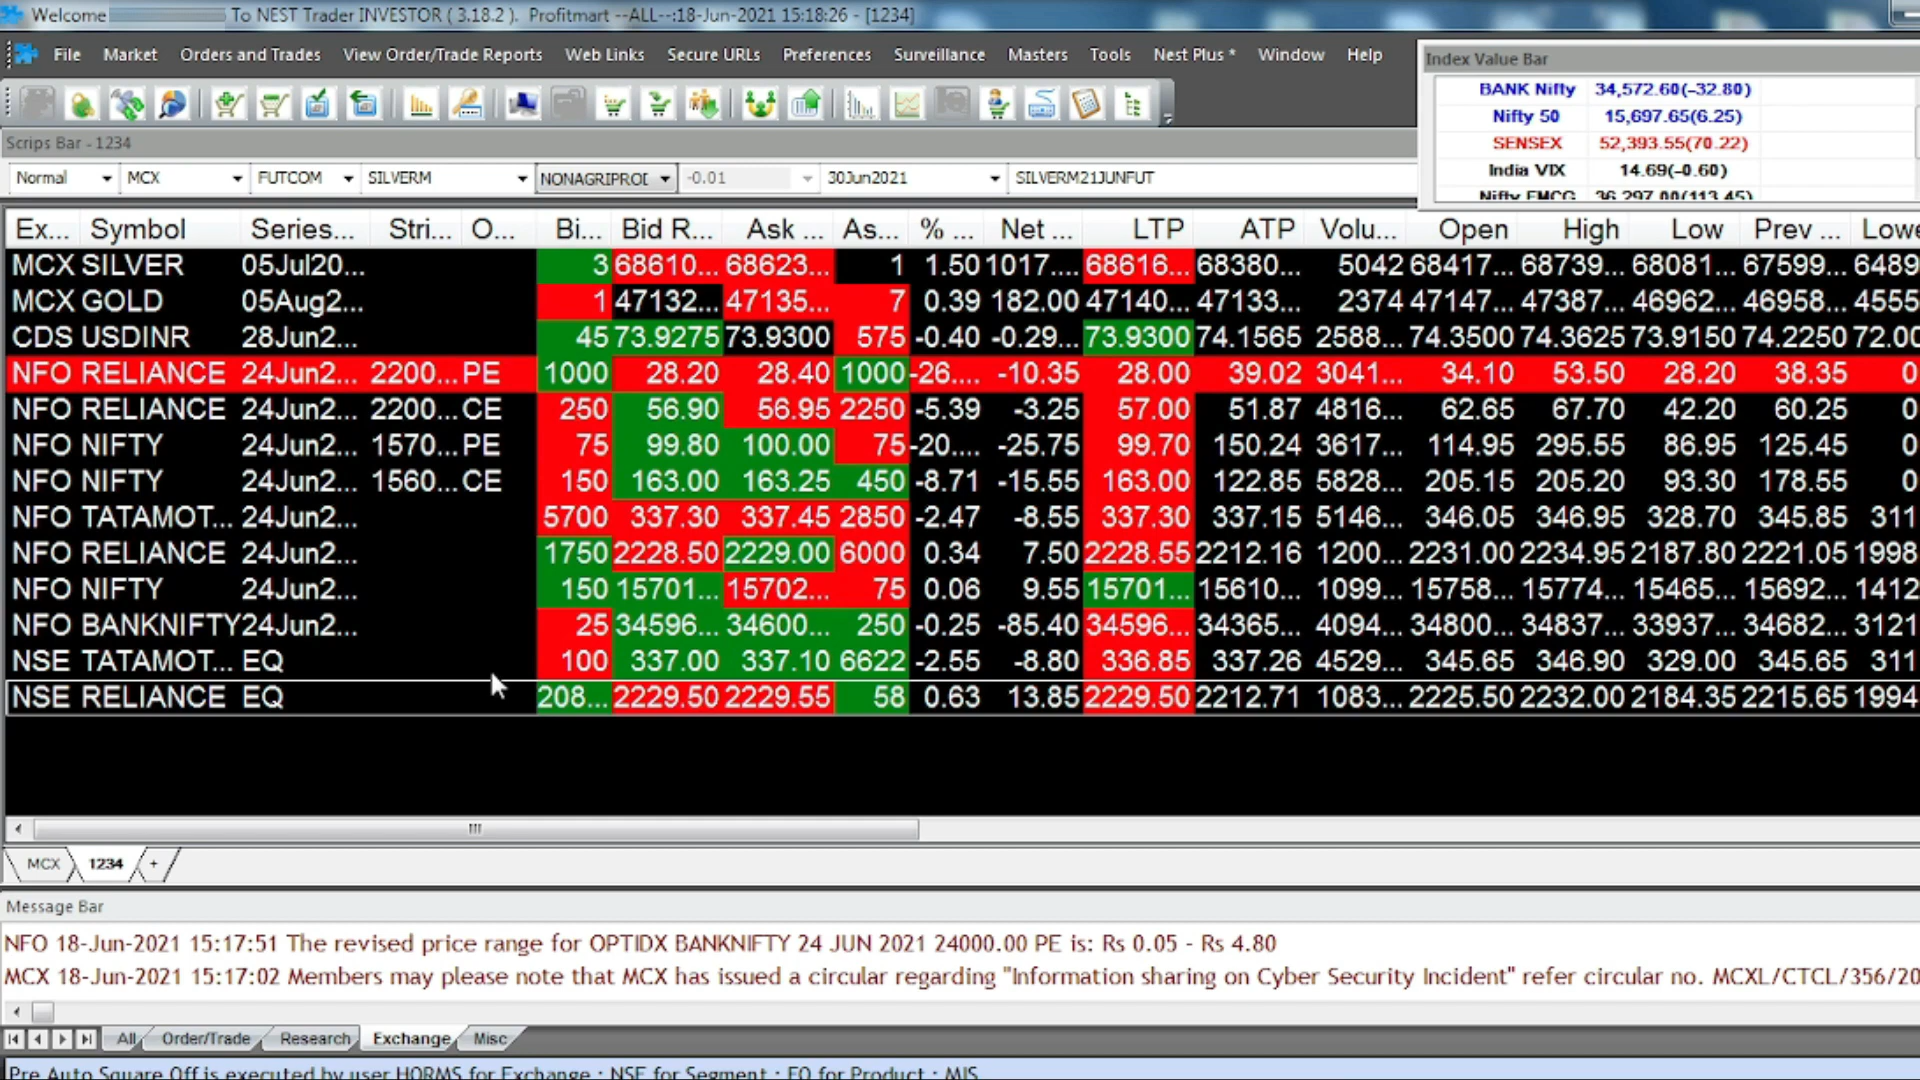 Welcome To NEST Trader INVESTOR ( 3.18.2 ). Profitmart --ALL--:18-Jun-2021 15:18:26 - [1234]
File Market Orders and Trades View Order/Trade Reports Web Links Secure URLs Preferences Surveillance Masters Tools Nest Plus * Window Help
Index Value Bar
BANK Nifty 34,572.60(-32.80)
Nifty 50 15,697.65(6.25)
SENSEX 52,393.55(70.22)
India VIX 14.69(-0.60)
Nifty FMCG 36,297.00(113.45)
Scrips Bar - 1234
Normal MCX FUTCOM SILVERM NONAGRIPROD -0.01 30Jun2021 SILVERM21JUNFUT
Ex... Symbol Series... Stri... O... Bi... Bid R... Ask ... As... % ... Net ... LTP ATP Volu... Open High Low Prev ... Lowe
MCX SILVER 05Jul20... 3 68610... 68623... 1 1.50 1017.... 68616... 68380... 5042 68417... 68739... 68081... 67599... 6489
MCX GOLD 05Aug2... 1 47132... 47135... 7 0.39 182.00 47140... 47133... 2374 47147... 47387... 46962... 46958... 4555
CDS USDINR 28Jun2... 45 73.9275 73.9300 575 -0.40 -0.29... 73.9300 74.1565 2588... 74.3500 74.3625 73.9150 74.2250 72.00
NFO RELIANCE 24Jun2... 2200... PE 1000 28.20 28.40 1000 -26.... -10.35 28.00 39.02 3041... 34.10 53.50 28.20 38.35 0
NFO RELIANCE 24Jun2... 2200... CE 250 56.90 56.95 2250 -5.39 -3.25 57.00 51.87 4816... 62.65 67.70 42.20 60.25 0
NFO NIFTY 24Jun2... 1570... PE 75 99.80 100.00 75 -20.... -25.75 99.70 150.24 3617... 114.95 295.55 86.95 125.45 0
NFO NIFTY 24Jun2... 1560... CE 150 163.00 163.25 450 -8.71 -15.55 163.00 122.85 5828... 205.15 205.20 93.30 178.55 0
NFO TATAMOT... 24Jun2... 5700 337.30 337.45 2850 -2.47 -8.55 337.30 337.15 5146... 346.05 346.95 328.70 345.85 311
NFO RELIANCE 24Jun2... 1750 2228.50 2229.00 6000 0.34 7.50 2228.55 2212.16 1200... 2231.00 2234.95 2187.80 2221.05 1998
NFO NIFTY 24Jun2... 150 15701... 15702... 75 0.06 9.55 15701... 15610... 1099... 15758... 15774... 15465... 15692... 1412
NFO BANKNIFTY 24Jun2... 25 34596... 34600... 250 -0.25 -85.40 34596... 34365... 4094... 34800... 34837... 33937... 34682... 3121
NSE TATAMOT... EQ 100 337.00 337.10 6622 -2.55 -8.80 336.85 337.26 4529... 345.65 346.90 329.00 345.65 311
NSE RELIANCE EQ 208... 2229.50 2229.55 58 0.63 13.85 2229.50 2212.71 1083... 2225.50 2232.00 2184.35 2215.65 1994
MCX 1234 +
Message Bar
NFO 18-Jun-2021 15:17:51 The revised price range for OPTIDX BANKNIFTY 24 JUN 2021 24000.00 PE is: Rs 0.05 - Rs 4.80
MCX 18-Jun-2021 15:17:02 Members may please note that MCX has issued a circular regarding "Information sharing on Cyber Security Incident" refer circular no. MCXL/CTCL/356/20
All Order/Trade Research Exchange Misc
Pre Auto Square Off is executed by user HORMS for Exchange : NSE for Segment : EQ for Product : MIS